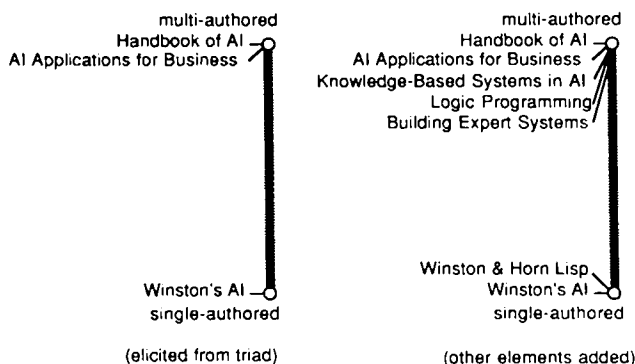 multi-authored
Handbook of AI
AI Applications for Business
Winston's AI
single-authored
(elicited from triad)
multi-authored
Handbook of AI
AI Applications for Business
Knowledge-Based Systems in AI
Logic Programming
Building Expert Systems
Winston & Horn Lisp
Winston's AI
single-authored
(other elements added)